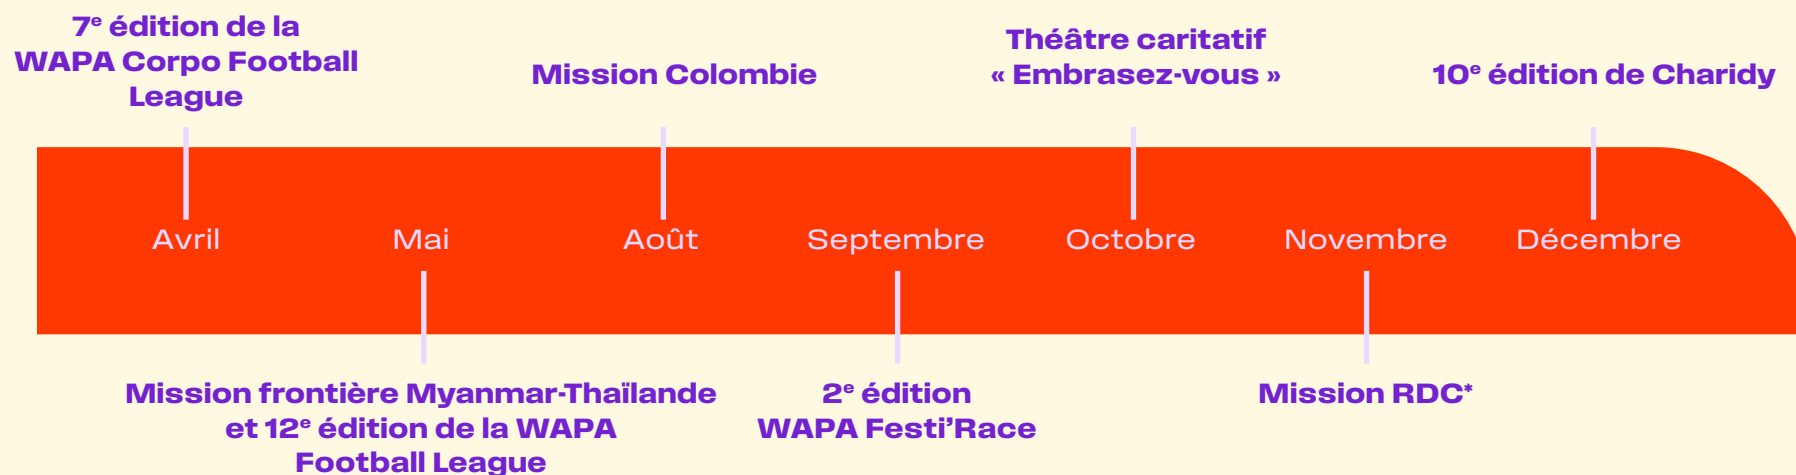 7e édition de la
WAPA Corpo Football
League
Mission Colombie
Théâtre caritatif
« Embrasez-vous »
10e édition de Charidy
Avril
Mai
Août
Septembre
Octobre
Novembre
Décembre
Mission frontière Myanmar-Thaïlande
et 12e édition de la WAPA
Football League
2e édition
WAPA Festi’Race
Mission RDC*